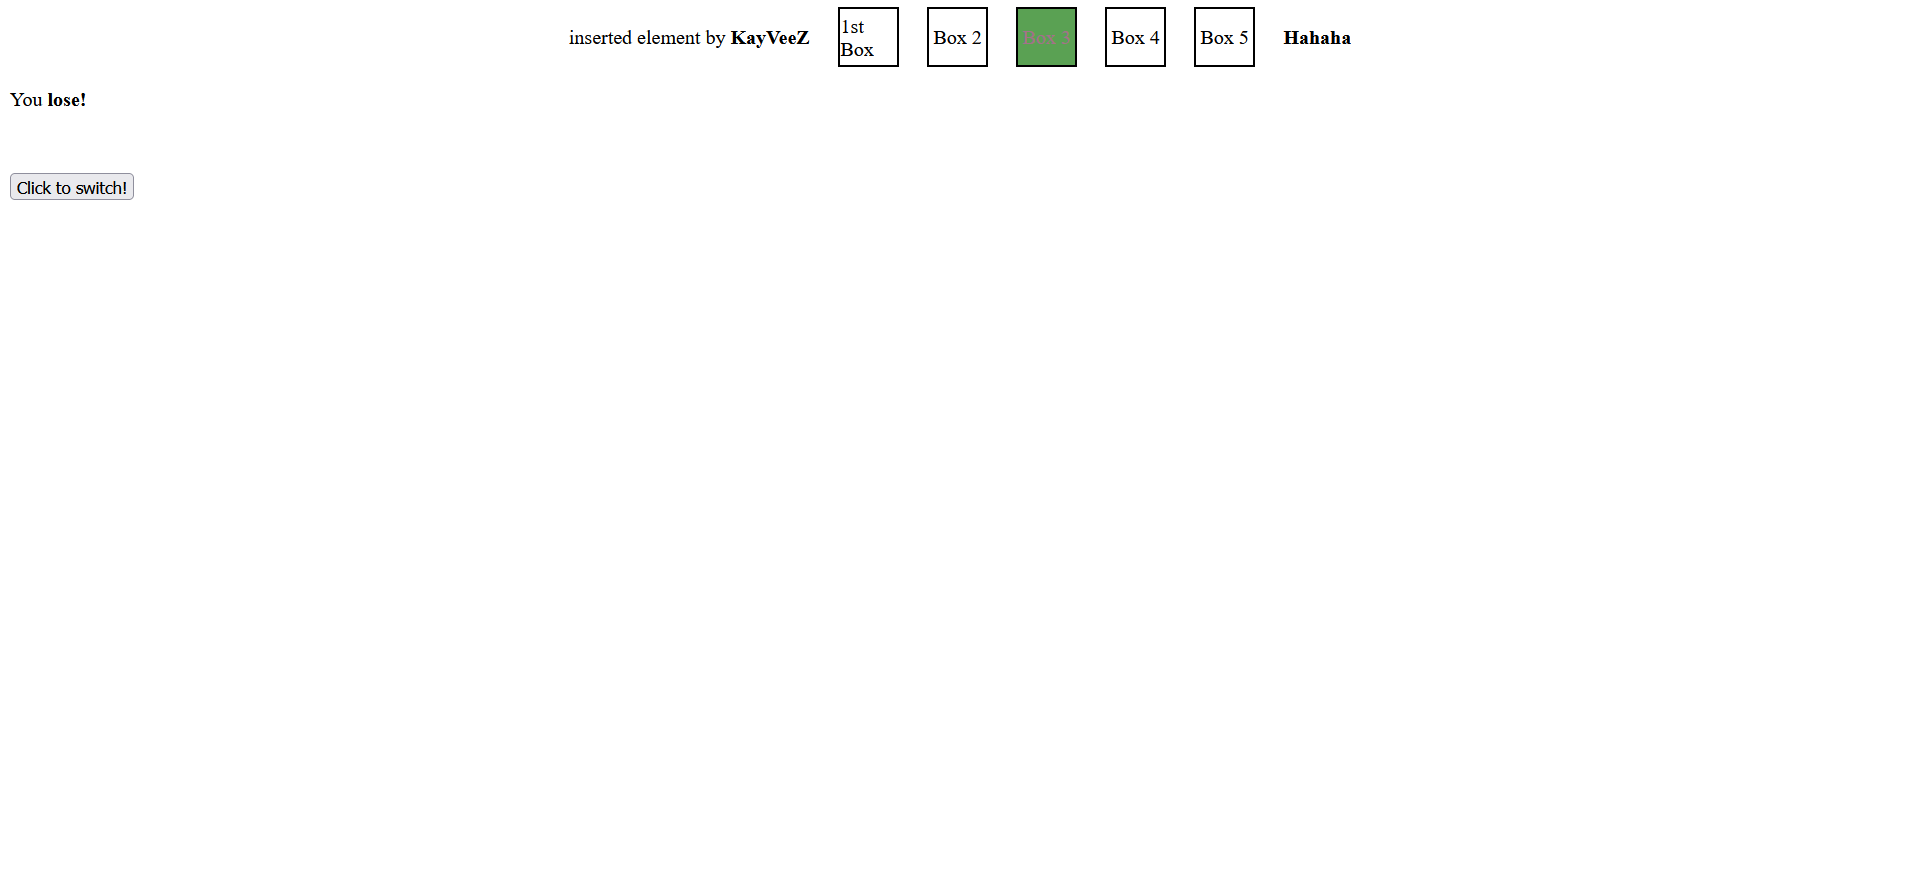 inserted element by KayVeeZ
1st
Box
Box 2
Box 3
Box 4
Box 5
Hahaha
You lose!
Click to switch!